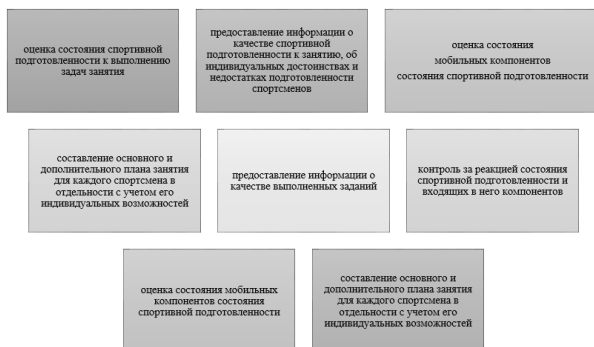 оценка состояния спортивной
подготовленности к выполнению
задач занятия
предоставление информации о
качестве спортивной
подготовленности к занятию, об
индивидуальных достоинствах и
недостатках подготовленности
спортсменов
оценка состояния
мобильных компонентов
состояния спортивной подготовленности
составление основного и
дополнительного плана занятия
для каждого спортсмена в
отдельности с учетом его
индивидуальных возможностей
предоставление информации о
качестве выполненных заданий
контроль за реакцией состояния
спортивной подготовленности и
входящих в него компонентов
оценка состояния мобильных
компонентов состояния
спортивной подготовленности
составление основного и
дополнительного плана занятия
для каждого спортсмена в
отдельности с учетом его
индивидуальных возможностей